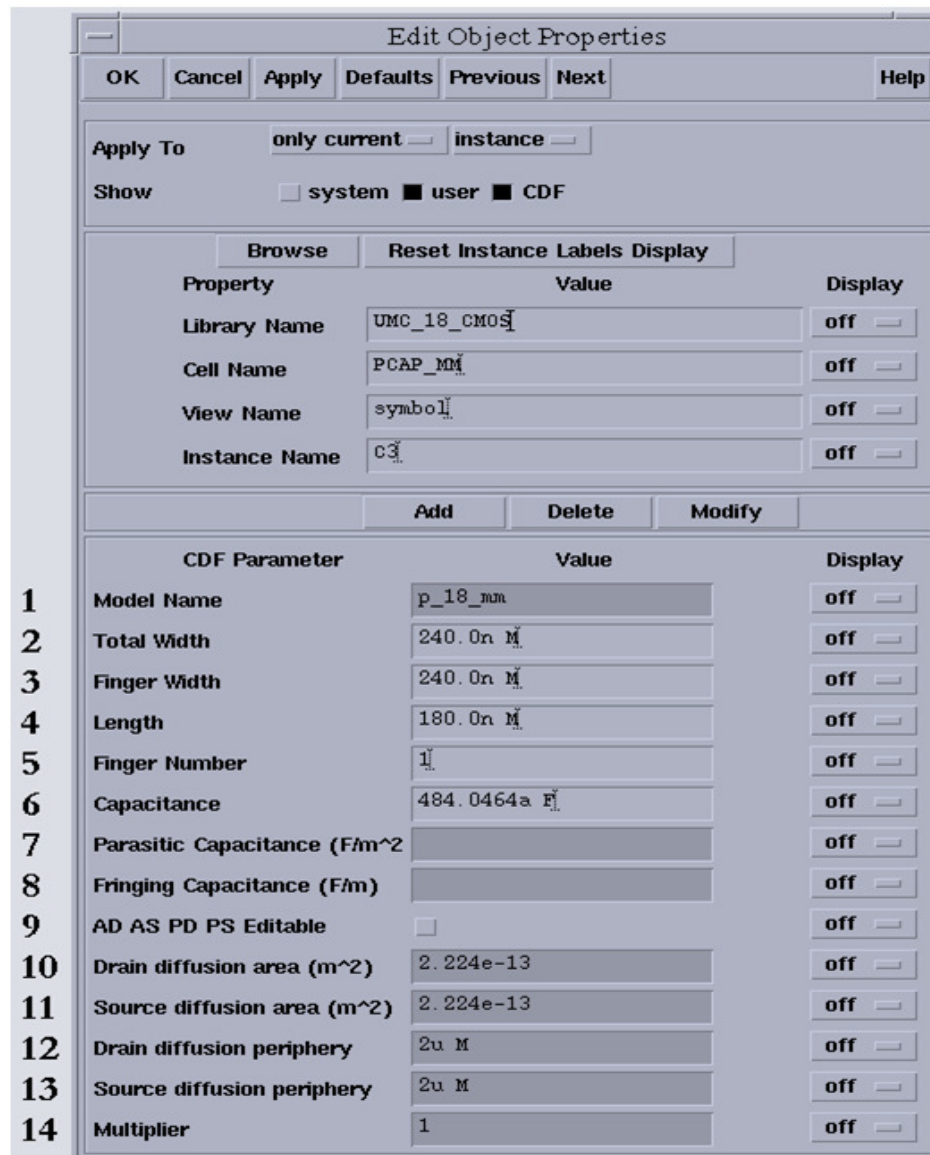 Edit Object Properties
OK Cancel Apply Defaults Previous Next Help
Apply To only current instance
Show system user CDF
Browse Reset Instance Labels Display
Property Value Display
Library Name UMC_18_CMOS off
Cell Name PCAP_MM off
View Name symbol off
Instance Name C3 off
Add Delete Modify
CDF Parameter Value Display
1 Model Name p_18_mm off
2 Total Width 240.0n M off
3 Finger Width 240.0n M off
4 Length 180.0n M off
5 Finger Number 1 off
6 Capacitance 484.0464a F off
7 Parasitic Capacitance (F/m^2 off
8 Fringing Capacitance (F/m) off
9 AD AS PD PS Editable off
10 Drain diffusion area (m^2) 2.224e-13 off
11 Source diffusion area (m^2) 2.224e-13 off
12 Drain diffusion periphery 2u M off
13 Source diffusion periphery 2u M off
14 Multiplier 1 off